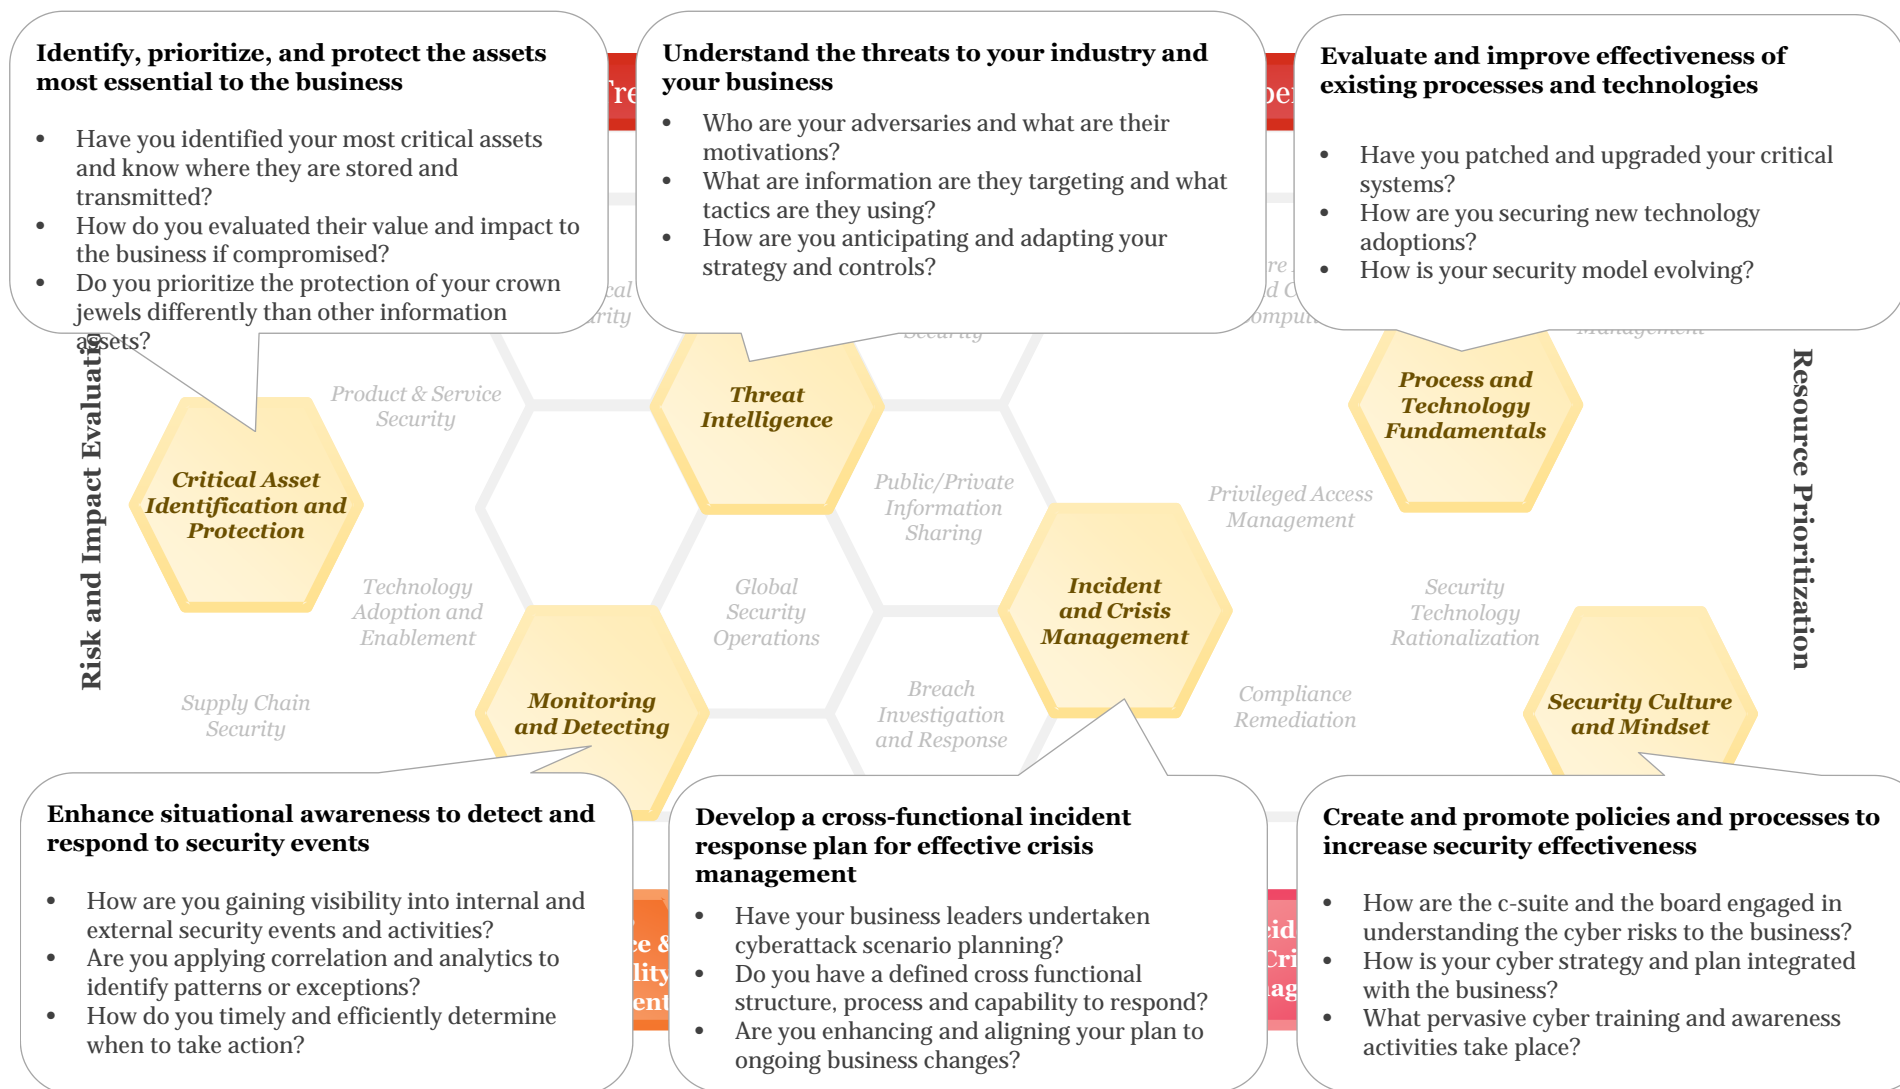 Identify, prioritize, and protect the assets
most essential to the business
• Have you identified your most critical assets
and know where they are stored and
transmitted?
• How do you evaluated their value and impact to
the business if compromised?
• Do you prioritize the protection of your crown
jewels differently than other information
assets?
Understand the threats to your industry and
your business
• Who are your adversaries and what are their
motivations?
• What are information are they targeting and what
tactics are they using?
• How are you anticipating and adapting your
strategy and controls?
Evaluate and improve effectiveness of
existing processes and technologies
• Have you patched and upgraded your critical
systems?
• How are you securing new technology
adoptions?
• How is your security model evolving?
Security
Management
Risk and Impact
Resource Prioritization
Product & Service
Security
Threat
Intelligence
Process and
Technology
Fundamentals
Critical Asset
Identification and
Protection
Public/Private
Information
Sharing
Privileged Access
Management
Technology
Adoption and
Enablement
Global
Security
Operations
Incident
and Crisis
Management
Security
Technology
Rationalization
Supply Chain
Security
Monitoring
and Detecting
Breach
Investigation
and Response
Compliance
Remediation
Security Culture
and Mindset
Enhance situational awareness to detect and
respond to security events
• How are you gaining visibility into internal and
external security events and activities?
• Are you applying correlation and analytics to
identify patterns or exceptions?
• How do you timely and efficiently determine
when to take action?
Develop a cross-functional incident
response plan for effective crisis
management
• Have your business leaders undertaken
cyberattack scenario planning?
• Do you have a defined cross functional
structure, process and capability to respond?
• Are you enhancing and aligning your plan to
ongoing business changes?
Create and promote policies and processes to
increase security effectiveness
• How are the c-suite and the board engaged in
understanding the cyber risks to the business?
• How is your cyber strategy and plan integrated
with the business?
• What pervasive cyber training and awareness
activities take place?